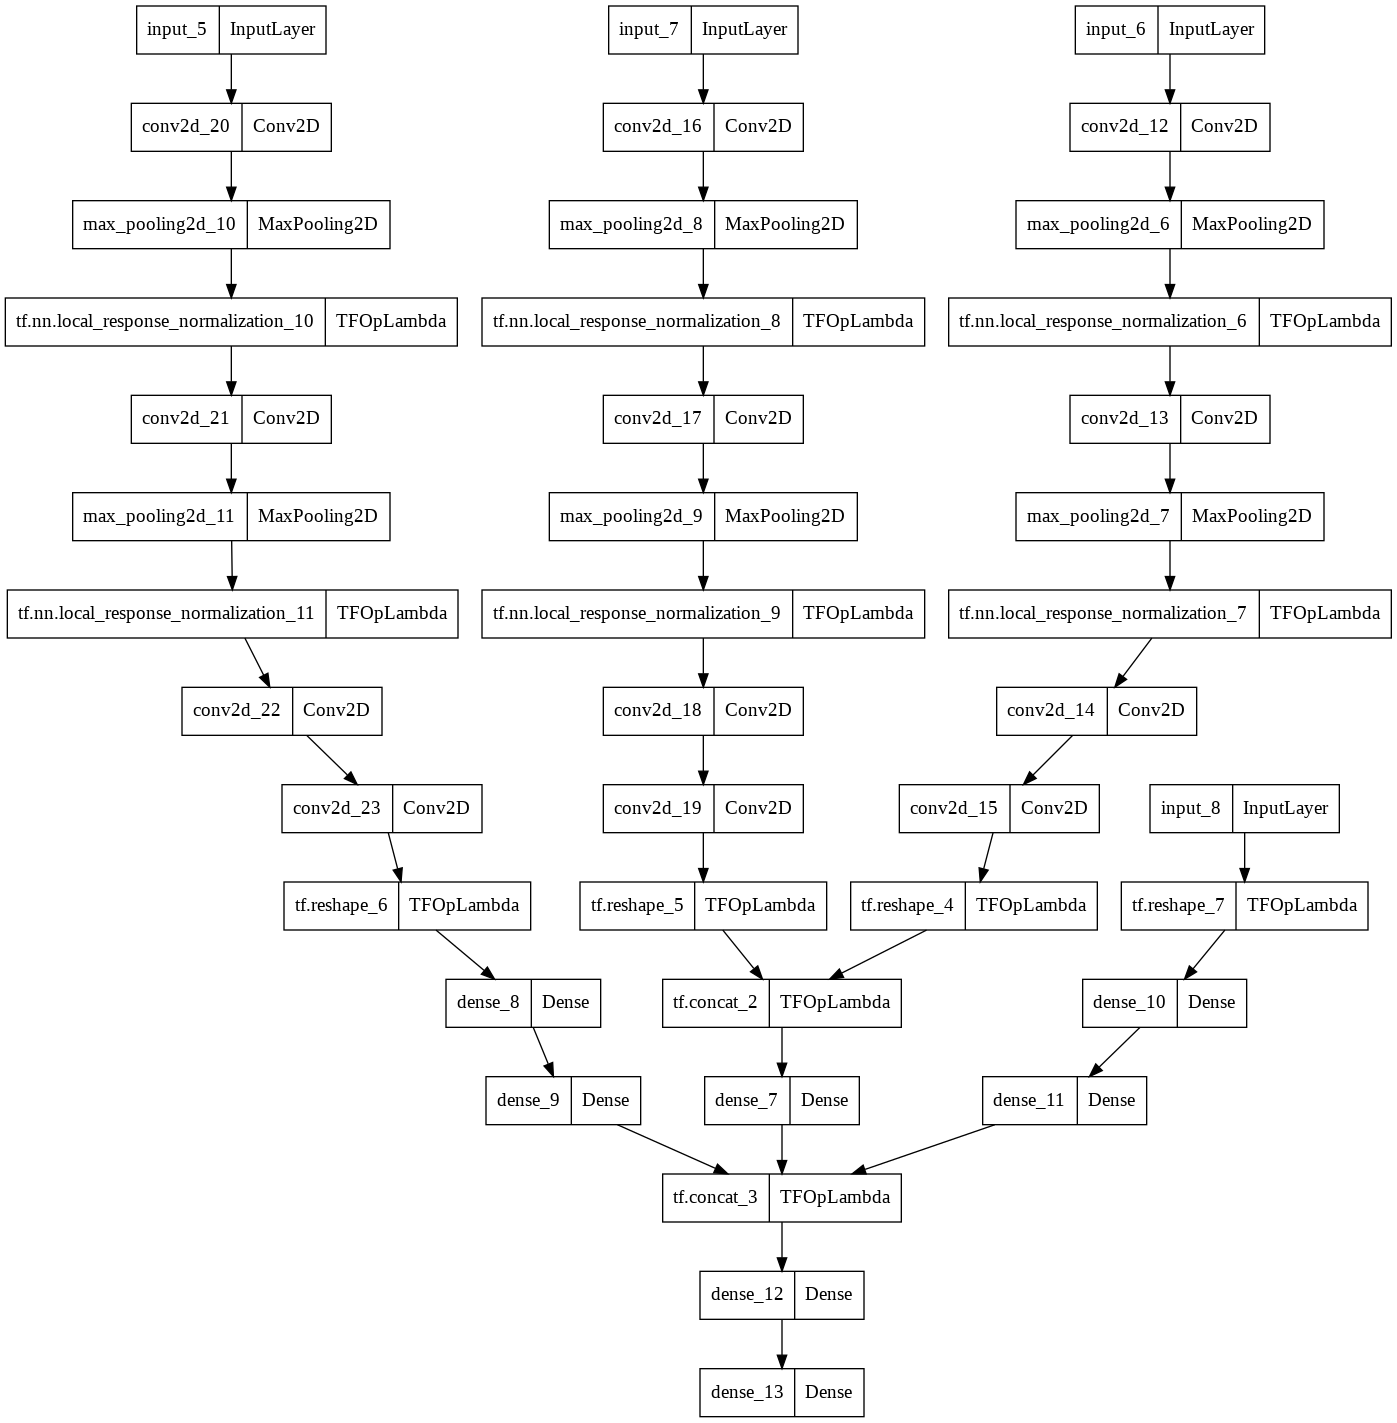 input_5 InputLayer input_7 InputLayer input_6 InputLayer
conv2d_20 Conv2D conv2d_16 Conv2D conv2d_12 Conv2D
max_pooling2d_10 MaxPooling2D max_pooling2d_8 MaxPooling2D max_pooling2d_6 MaxPooling2D
tf.nn.local_response_normalization_10 TFOpLambda tf.nn.local_response_normalization_8 TFOpLambda tf.nn.local_response_normalization_6 TFOpLambda
conv2d_21 Conv2D conv2d_17 Conv2D conv2d_13 Conv2D
max_pooling2d_11 MaxPooling2D max_pooling2d_9 MaxPooling2D max_pooling2d_7 MaxPooling2D
tf.nn.local_response_normalization_11 TFOpLambda tf.nn.local_response_normalization_9 TFOpLambda tf.nn.local_response_normalization_7 TFOpLambda
conv2d_22 Conv2D conv2d_18 Conv2D conv2d_14 Conv2D
conv2d_23 Conv2D conv2d_19 Conv2D conv2d_15 Conv2D input_8 InputLayer
tf.reshape_6 TFOpLambda tf.reshape_5 TFOpLambda tf.reshape_4 TFOpLambda tf.reshape_7 TFOpLambda
dense_8 Dense tf.concat_2 TFOpLambda dense_10 Dense
dense_9 Dense dense_7 Dense dense_11 Dense
tf.concat_3 TFOpLambda
dense_12 Dense
dense_13 Dense